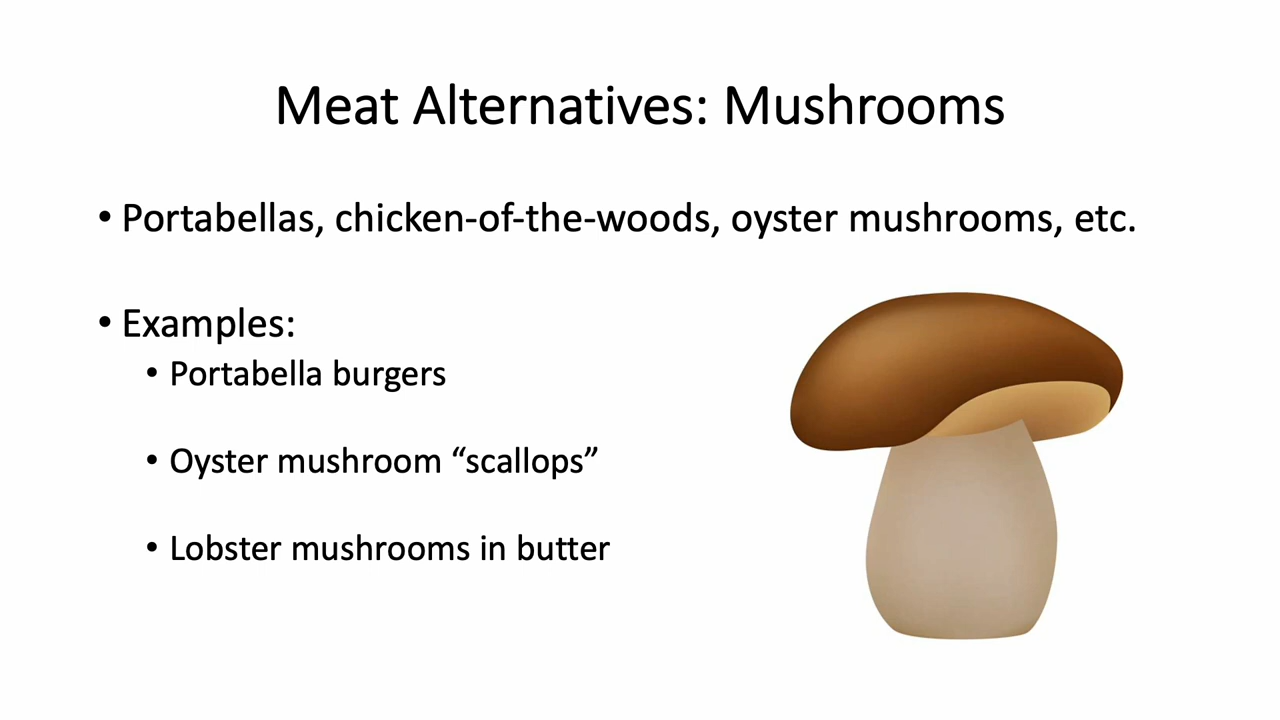 Meat Alternatives: Mushrooms
• Portabellas, chicken-of-the-woods, oyster mushrooms, etc.
• Examples:
• Portabella burgers
• Oyster mushroom “scallops”
• Lobster mushrooms in butter